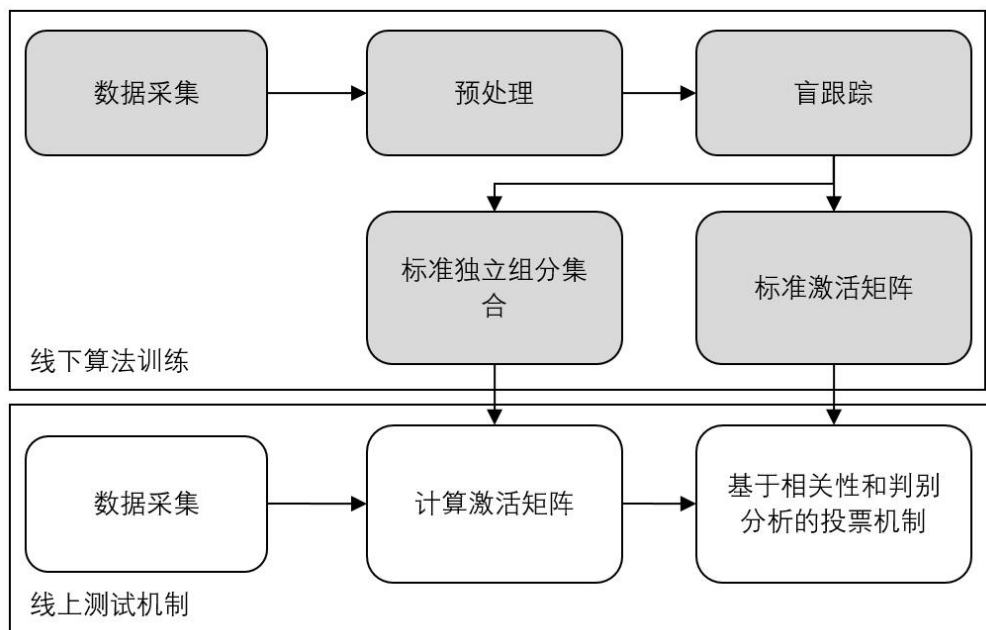 数据采集
预处理
盲跟踪
标准独立组分集
合
标准激活矩阵
线下算法训练
数据采集
计算激活矩阵
基于相关性和判别
分析的投票机制
线上测试机制